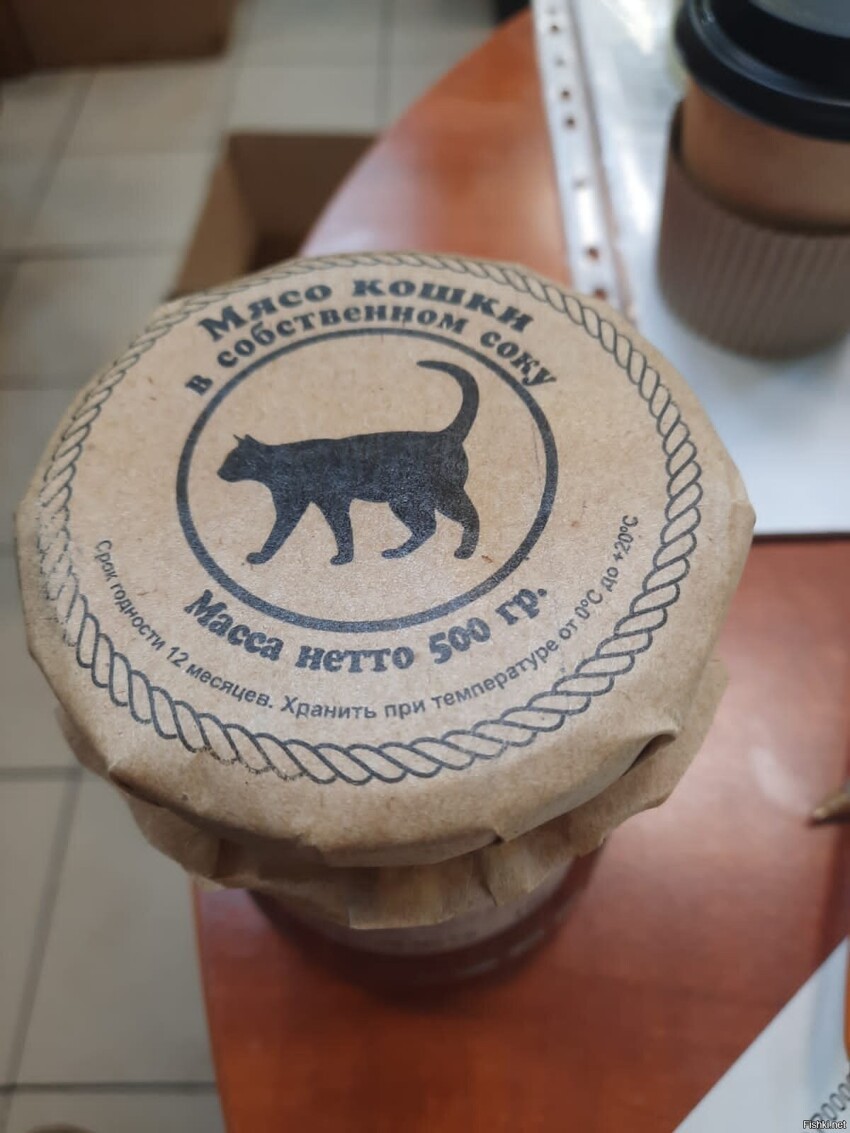 Мясо кошки
в собственном соку
Масса нетто 500 гр.
Срок годности 12 месяцев. Хранить при температуре от 0°С до +20°С
Fishki.net